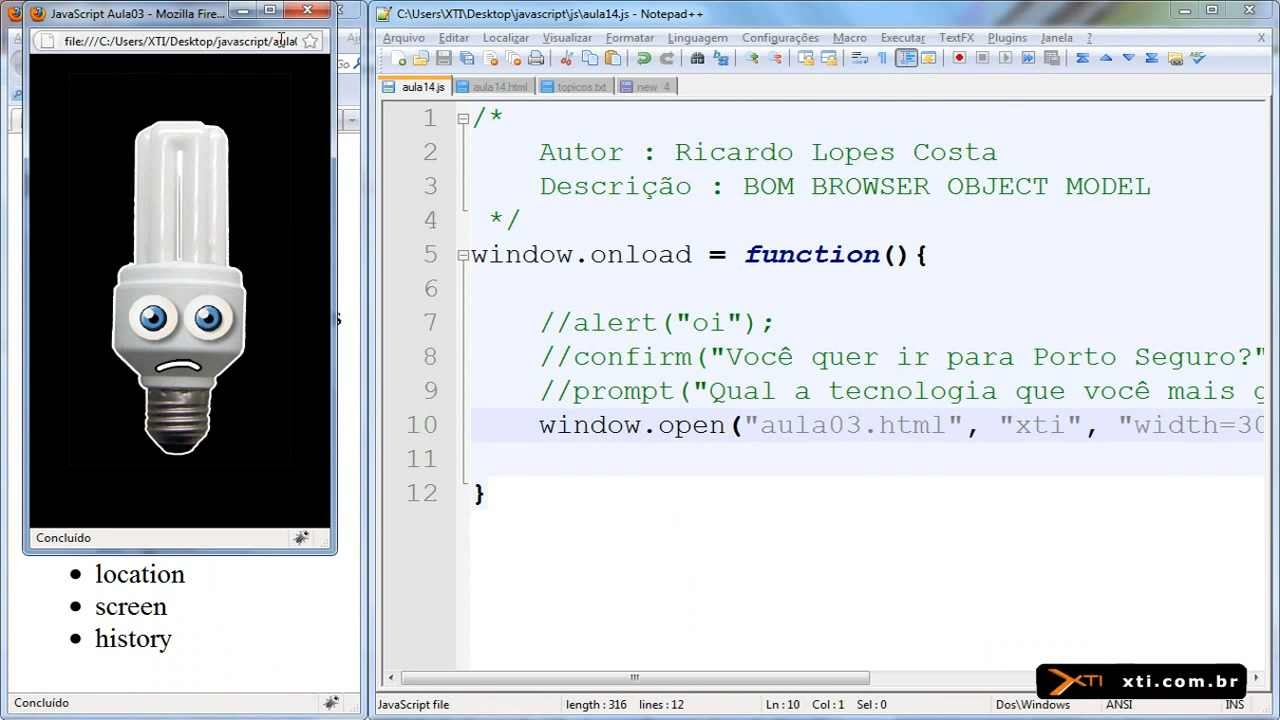 JavaScript Aula03 - Mozilla Fire...
file:///C:/Users/XTI/Desktop/javascript/aula
Concluído
location
screen
history
Concluído
C:\Users\XTI\Desktop\javascript\js\aula14.js - Notepad++
Arquivo Editar Localizar Visualizar Formatar Linguagem Configurações Macro Executar TextFX Plugins Janela ? X
aula14.js aula14.html topicos.txt new 4
1 /*
2 Autor : Ricardo Lopes Costa
3 Descrição : BOM BROWSER OBJECT MODEL
4 */
5 window.onload = function(){
6
7 //alert("oi");
8 //confirm("Você quer ir para Porto Seguro?"
9 //prompt("Qual a tecnologia que você mais g
10 window.open("aula03.html", "xti", "width=30
11
12 }
XTI xti.com.br
JavaScript file length : 316 lines : 12 Ln : 10 Col : 1 Sel : 0 Dos\Windows ANSI INS